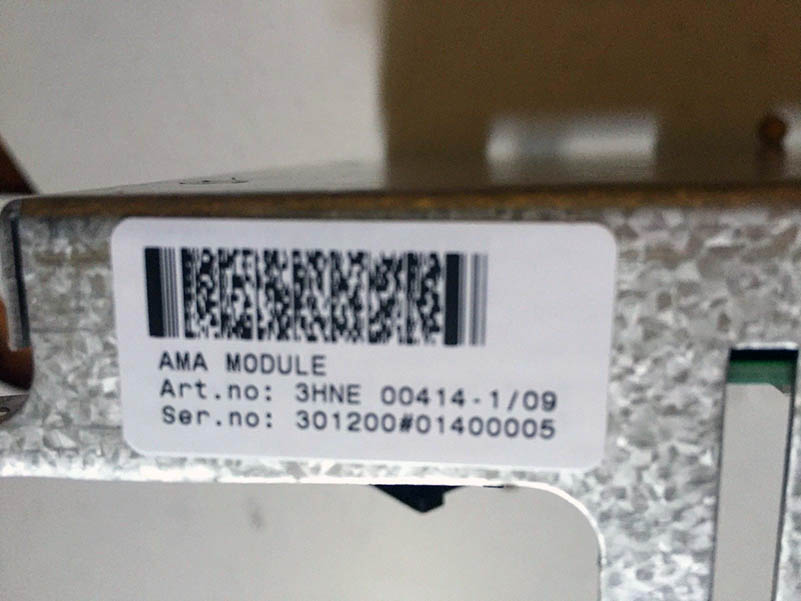 AMA MODULE
Art.no: 3HNE 00414-1/09
Ser.no: 301200#01400005